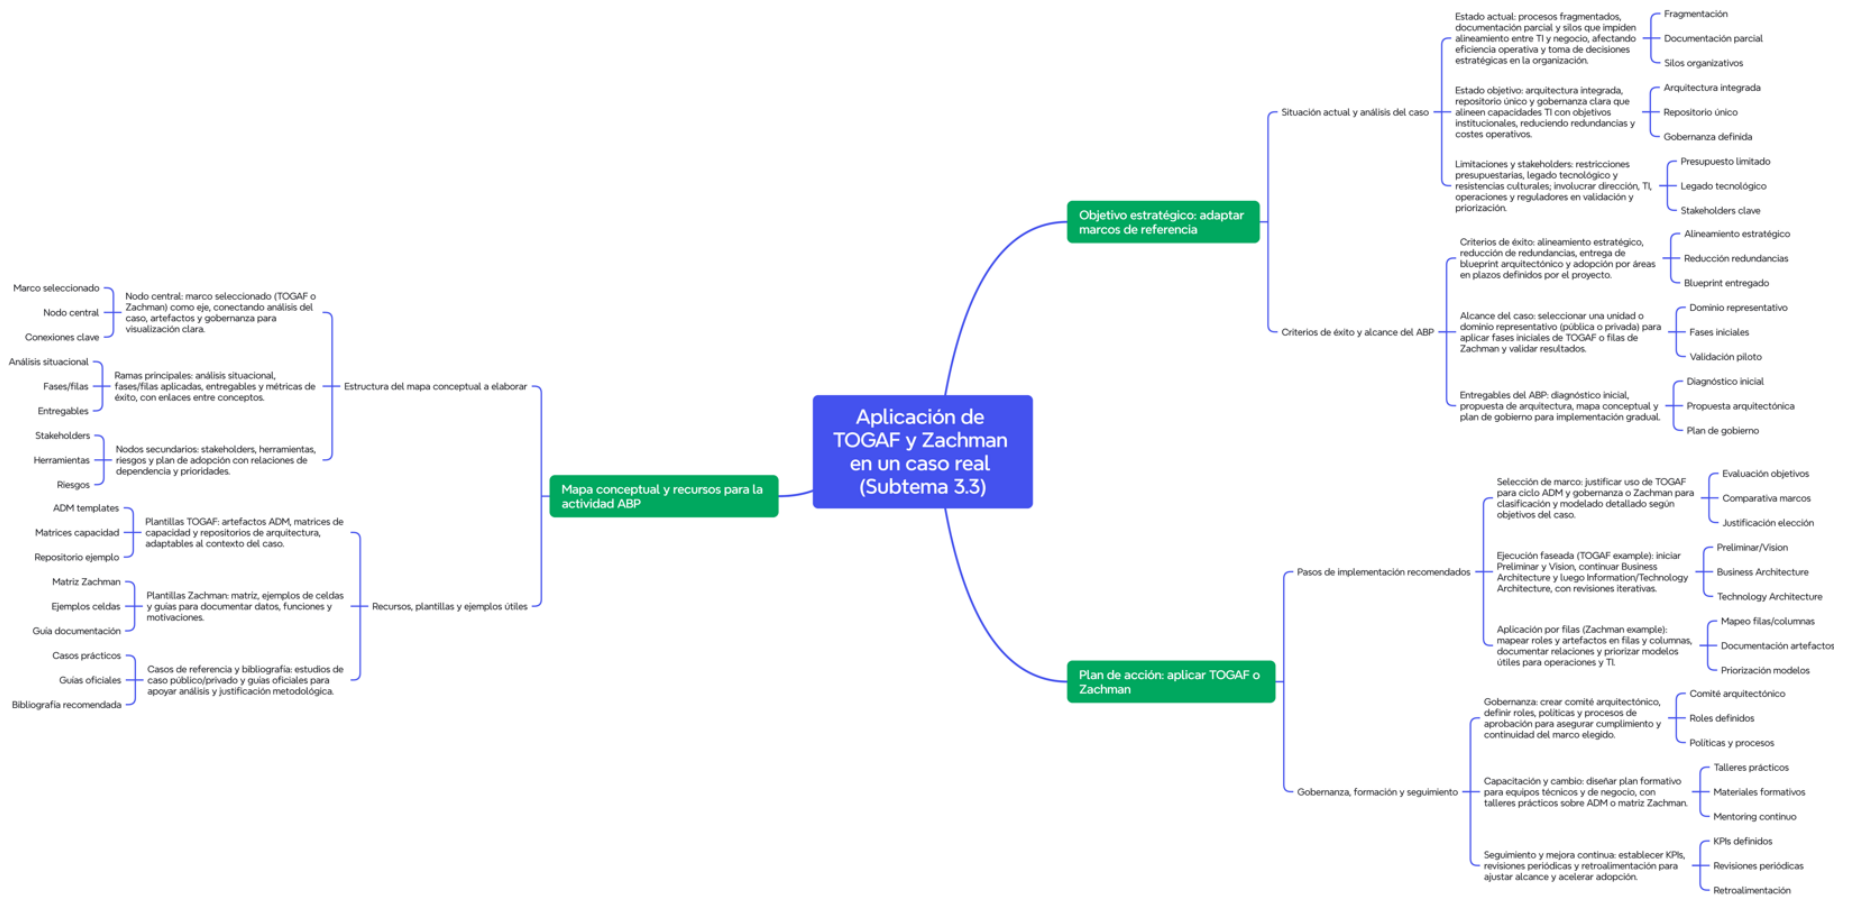 Aplicación de
TOGAF y Zachman
en un caso real
(Subtema 3.3)
Objetivo estratégico: adaptar
marcos de referencia
Situación actual y análisis del caso
Estado actual: procesos fragmentados,
documentación parcial y silos que impiden
alineamiento entre TI y negocio, afectando
eficiencia operativa y toma de decisiones
estratégicas en la organización.
Fragmentación
Documentación parcial
Silos organizativos
Estado objetivo: arquitectura integrada,
repositorio único y gobernanza clara que
alineen capacidades TI con objetivos
institucionales, reduciendo redundancias y
costes operativos.
Arquitectura integrada
Repositorio único
Gobernanza definida
Limitaciones y stakeholders: restricciones
presupuestarias, legado tecnológico y
resistencias culturales; involucrar dirección, TI,
operaciones y reguladores en validación y
priorización.
Presupuesto limitado
Legado tecnológico
Stakeholders clave
Criterios de éxito y alcance del ABP
Criterios de éxito: alineamiento estratégico,
reducción de redundancias, entrega de
blueprint arquitectónico y adopción por áreas
en plazos definidos por el proyecto.
Alineamiento estratégico
Reducción redundancias
Blueprint entregado
Alcance del caso: seleccionar una unidad o
dominio representativo (pública o privada) para
aplicar fases iniciales de TOGAF o filas de
Zachman y validar resultados.
Dominio representativo
Fases iniciales
Validación piloto
Entregables del ABP: diagnóstico inicial,
propuesta de arquitectura, mapa conceptual y
plan de gobierno para implementación gradual.
Diagnóstico inicial
Propuesta arquitectónica
Plan de gobierno
Plan de acción: aplicar TOGAF o
Zachman
Pasos de implementación recomendados
Selección de marco: justificar uso de TOGAF
para ciclo ADM y gobernanza o Zachman para
clasificación y modelado detallado según
objetivos del caso.
Evaluación objetivos
Comparativa marcos
Justificación elección
Ejecución faseada (TOGAF example): iniciar
Preliminar y Vision, continuar Business
Architecture y luego Information/Technology
Architecture, con revisiones iterativas.
Preliminar/Vision
Business Architecture
Technology Architecture
Aplicación por filas (Zachman example):
mapear roles y artefactos en filas y columnas,
documentar relaciones y priorizar modelos
útiles para operaciones y TI.
Mapeo filas/columnas
Documentación artefactos
Priorización modelos
Gobernanza, formación y seguimiento
Gobernanza: crear comité arquitectónico,
definir roles, políticas y procesos de
aprobación para asegurar cumplimiento y
continuidad del marco elegido.
Comité arquitectónico
Roles definidos
Políticas y procesos
Capacitación y cambio: diseñar plan formativo
para equipos técnicos y de negocio, con
talleres prácticos sobre ADM o matriz Zachman.
Talleres prácticos
Materiales formativos
Mentoring continuo
Seguimiento y mejora continua: establecer KPIs,
revisiones periódicas y retroalimentación para
ajustar alcance y acelerar adopción.
KPIs definidos
Revisiones periódicas
Retroalimentación
Mapa conceptual y recursos para la
actividad ABP
Estructura del mapa conceptual a elaborar
Nodo central: marco seleccionado (TOGAF o
Zachman) como eje, conectando análisis del
caso, artefactos y gobernanza para
visualización clara.
Marco seleccionado
Nodo central
Conexiones clave
Ramas principales: análisis situacional,
fases/filas aplicadas, entregables y métricas de
éxito, con enlaces entre conceptos.
Análisis situacional
Fases/filas
Entregables
Nodos secundarios: stakeholders, herramientas,
riesgos y plan de adopción con relaciones de
dependencia y prioridades.
Stakeholders
Herramientas
Riesgos
Recursos, plantillas y ejemplos útiles
Plantillas TOGAF: artefactos ADM, matrices de
capacidad y repositorios de arquitectura,
adaptables al contexto del caso.
ADM templates
Matrices capacidad
Repositorio ejemplo
Plantillas Zachman: matriz, ejemplos de celdas
y guías para documentar datos, funciones y
motivaciones.
Matriz Zachman
Ejemplos celdas
Guía documentación
Casos de referencia y bibliografía: estudios de
caso público/privado y guías oficiales para
apoyar análisis y justificación metodológica.
Casos prácticos
Guías oficiales
Bibliografía recomendada